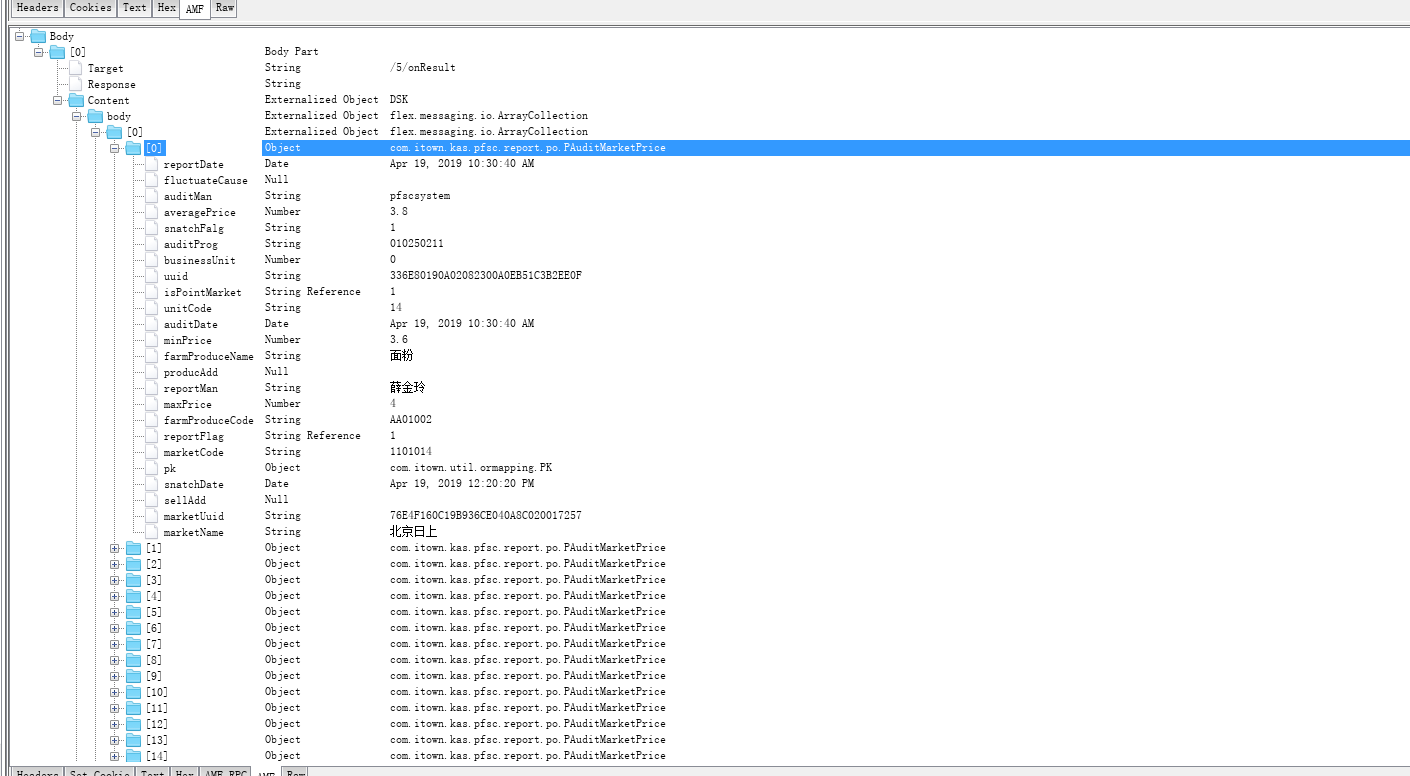 Headers Cookies Text Hex AMF Raw
Body
[0] Body Part
Target String /5/onResult
Response String
Content Externalized Object DSK
body Externalized Object flex.messaging.io.ArrayCollection
[0] Externalized Object flex.messaging.io.ArrayCollection
[0] Object com.itown.kas.pfsc.report.po.PAuditMarketPrice
reportDate Date Apr 19, 2019 10:30:40 AM
fluctuateCause Null
auditMan String pfscsystem
averagePrice Number 3.8
snatchFalg String 1
auditProg String 010250211
businessUnit Number 0
uuid String 336E80190A02082300A0EB51C3B2EE0F
isPointMarket String Reference 1
unitCode String 14
auditDate Date Apr 19, 2019 10:30:40 AM
minPrice Number 3.6
farmProduceName String 面粉
producAdd Null
reportMan String 薛金玲
maxPrice Number 4
farmProduceCode String AA01002
reportFlag String Reference 1
marketCode String 1101014
pk Object com.itown.util.ormapping.PK
snatchDate Date Apr 19, 2019 12:20:20 PM
sellAdd Null
marketUuid String 76E4F160C19B936CE040A8C020017257
marketName String 北京日上
[1] Object com.itown.kas.pfsc.report.po.PAuditMarketPrice
[2] Object com.itown.kas.pfsc.report.po.PAuditMarketPrice
[3] Object com.itown.kas.pfsc.report.po.PAuditMarketPrice
[4] Object com.itown.kas.pfsc.report.po.PAuditMarketPrice
[5] Object com.itown.kas.pfsc.report.po.PAuditMarketPrice
[6] Object com.itown.kas.pfsc.report.po.PAuditMarketPrice
[7] Object com.itown.kas.pfsc.report.po.PAuditMarketPrice
[8] Object com.itown.kas.pfsc.report.po.PAuditMarketPrice
[9] Object com.itown.kas.pfsc.report.po.PAuditMarketPrice
[10] Object com.itown.kas.pfsc.report.po.PAuditMarketPrice
[11] Object com.itown.kas.pfsc.report.po.PAuditMarketPrice
[12] Object com.itown.kas.pfsc.report.po.PAuditMarketPrice
[13] Object com.itown.kas.pfsc.report.po.PAuditMarketPrice
[14] Object com.itown.kas.pfsc.report.po.PAuditMarketPrice
Headers Set Cookie Text Hex AMF RPC AMF Raw